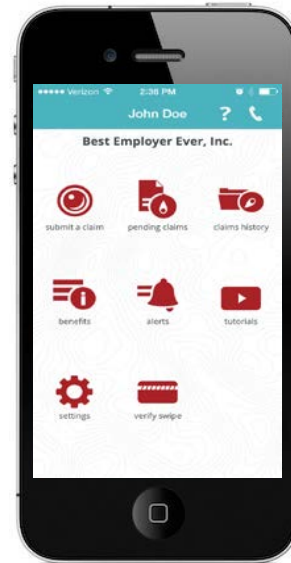 Verizon 2:38 PM
John Doe ?
Best Employer Ever, Inc.
submit a claim pending claims claims history
benefits alerts tutorials
settings verify swipe